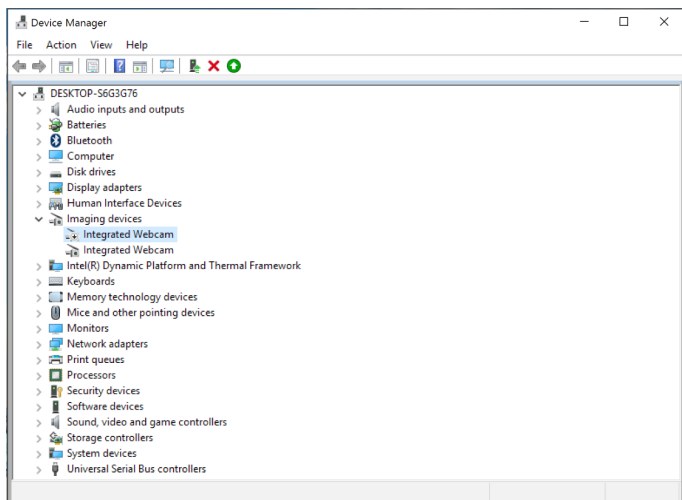 Device Manager
File Action View Help
DESKTOP-S6G3G76
Audio inputs and outputs
Batteries
Bluetooth
Computer
Disk drives
Display adapters
Human Interface Devices
Imaging devices
Integrated Webcam
Integrated Webcam
Intel(R) Dynamic Platform and Thermal Framework
Keyboards
Memory technology devices
Mice and other pointing devices
Monitors
Network adapters
Print queues
Processors
Security devices
Software devices
Sound, video and game controllers
Storage controllers
System devices
Universal Serial Bus controllers